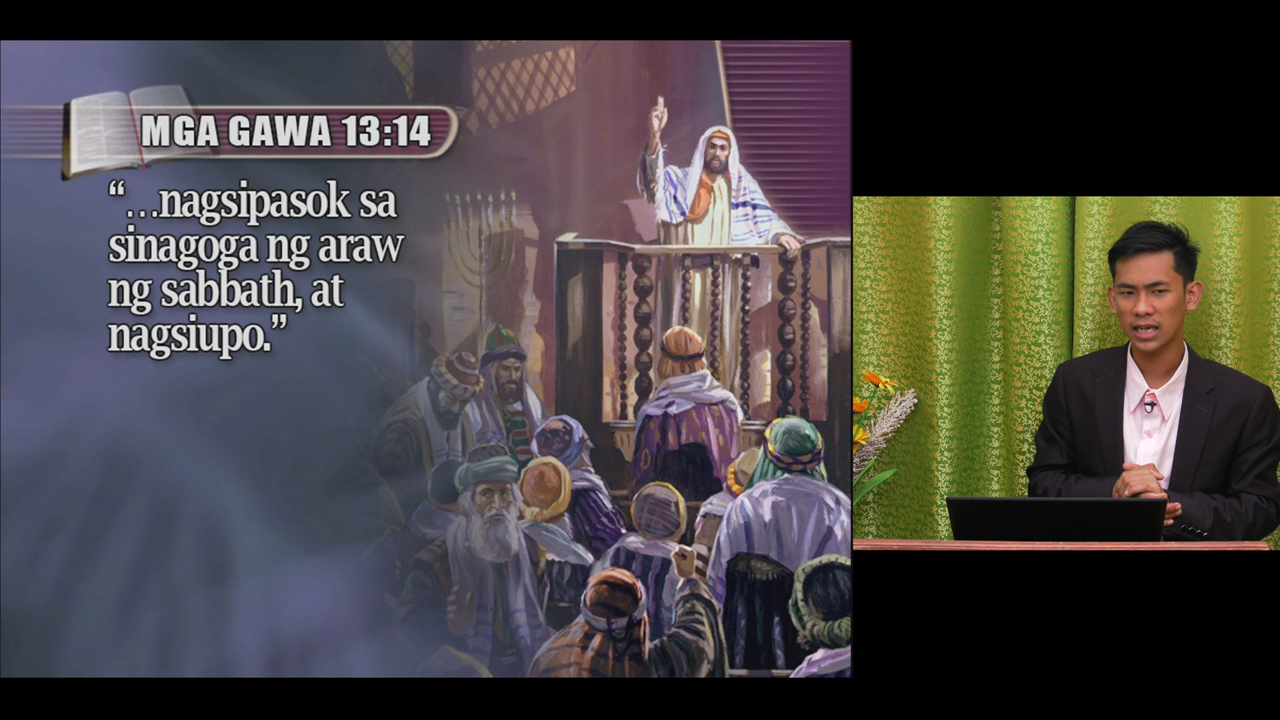 MGA GAWA 13:14
“…nagsipasok sa
sinagoga ng araw
ng sabbath, at
nagsiupo.”